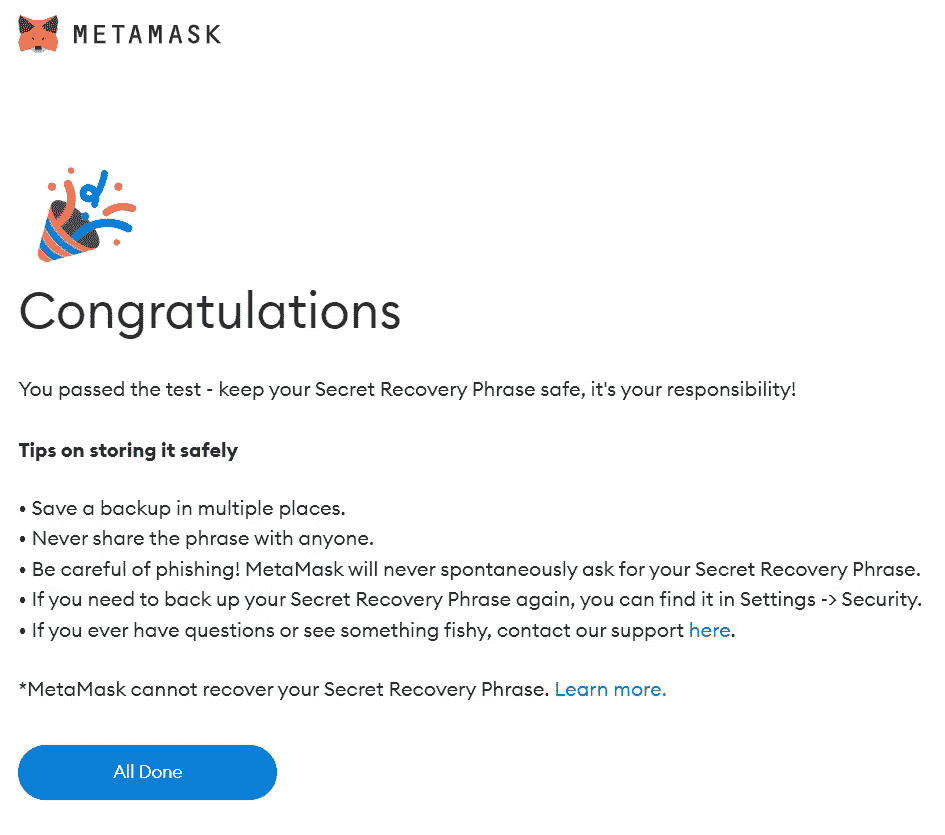 METAMASK
Congratulations
You passed the test - keep your Secret Recovery Phrase safe, it's your responsibility!
Tips on storing it safely
• Save a backup in multiple places.
• Never share the phrase with anyone.
• Be careful of phishing! MetaMask will never spontaneously ask for your Secret Recovery Phrase.
• If you need to back up your Secret Recovery Phrase again, you can find it in Settings -> Security.
• If you ever have questions or see something fishy, contact our support here.
*MetaMask cannot recover your Secret Recovery Phrase. Learn more.
All Done